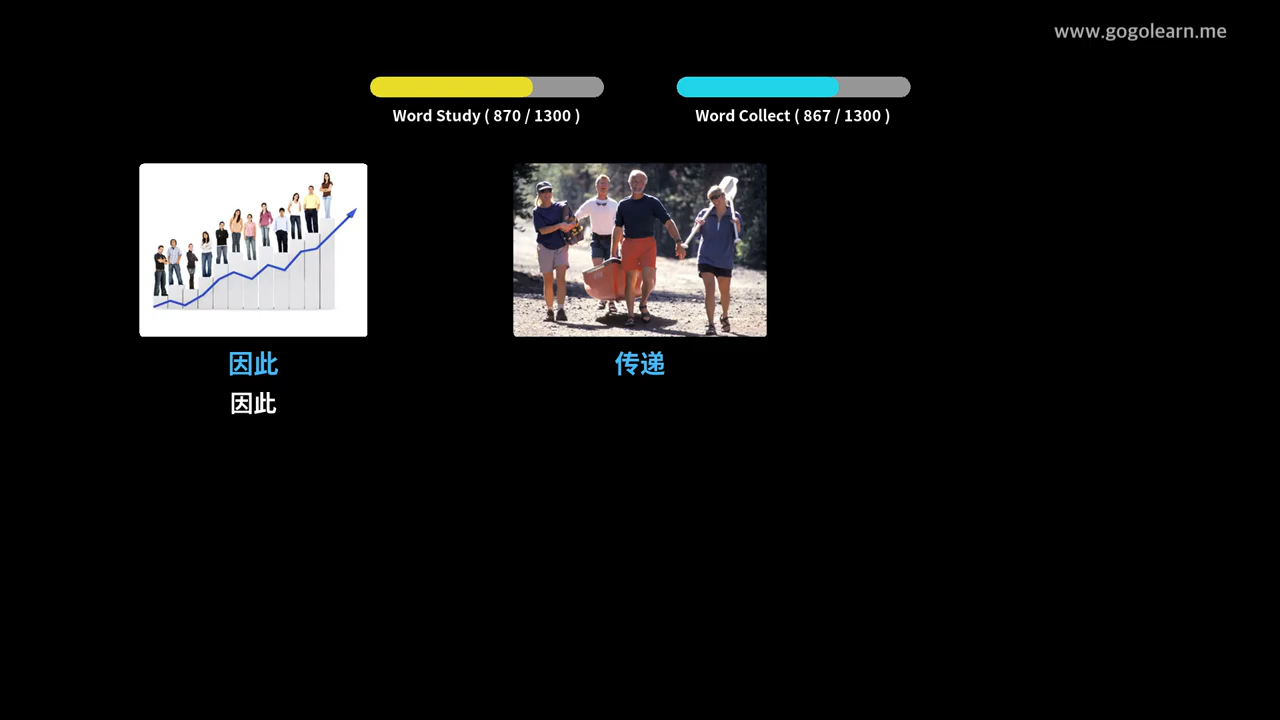 www.gogolearn.me
Word Study ( 870 / 1300 )
Word Collect ( 867 / 1300 )
因此
因此
传递